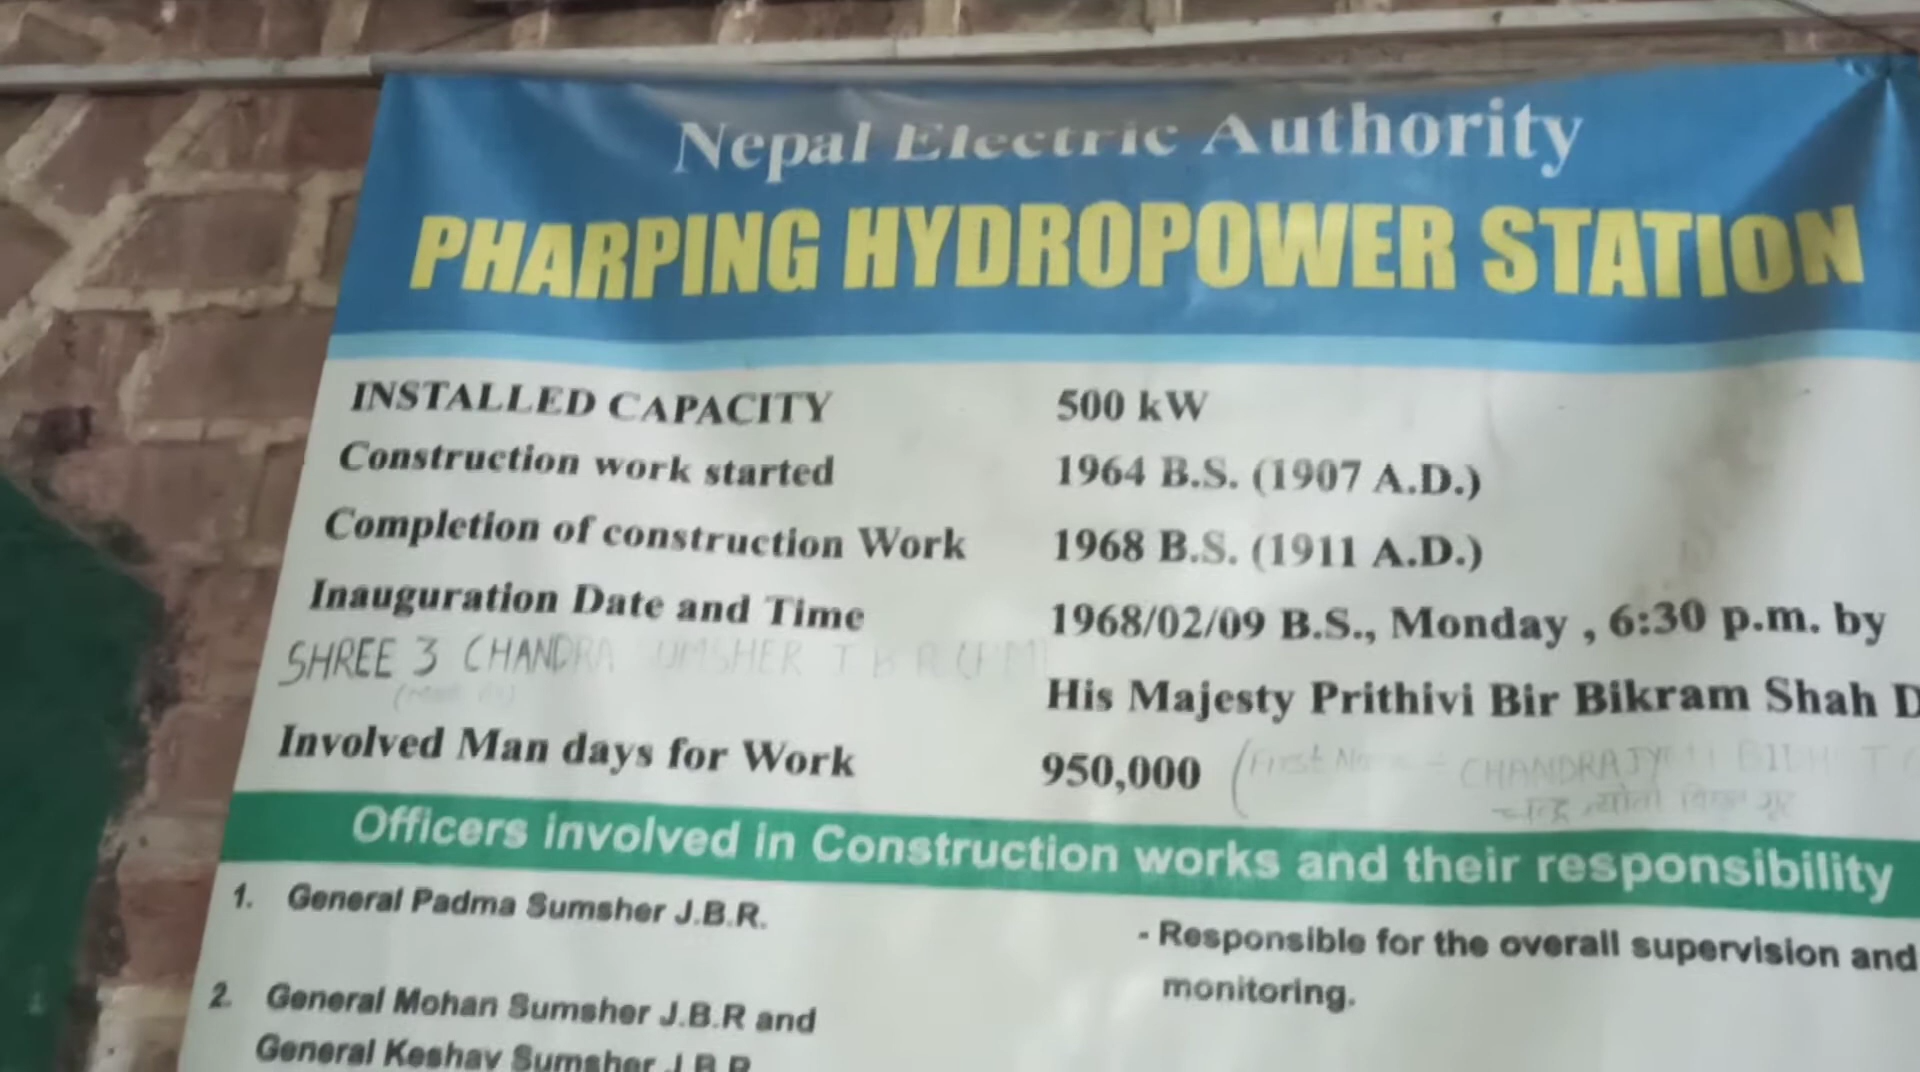 Nepal Electric Authority
PHARPING HYDROPOWER STATION
INSTALLED CAPACITY 500 kW
Construction work started 1964 B.S. (1907 A.D.)
Completion of construction Work 1968 B.S. (1911 A.D.)
Inauguration Date and Time 1968/02/09 B.S., Monday , 6:30 p.m. by
SHREE 3 CHANDRA
His Majesty Prithivi Bir Bikram Shah D
Involved Man days for Work 950,000 (First
Officers involved in Construction works and their responsibility
1. General Padma Sumsher J.B.R.
- Responsible for the overall supervision and
monitoring.
2. General Mohan Sumsher J.B.R and
General Keshav Sumsher J.B.R